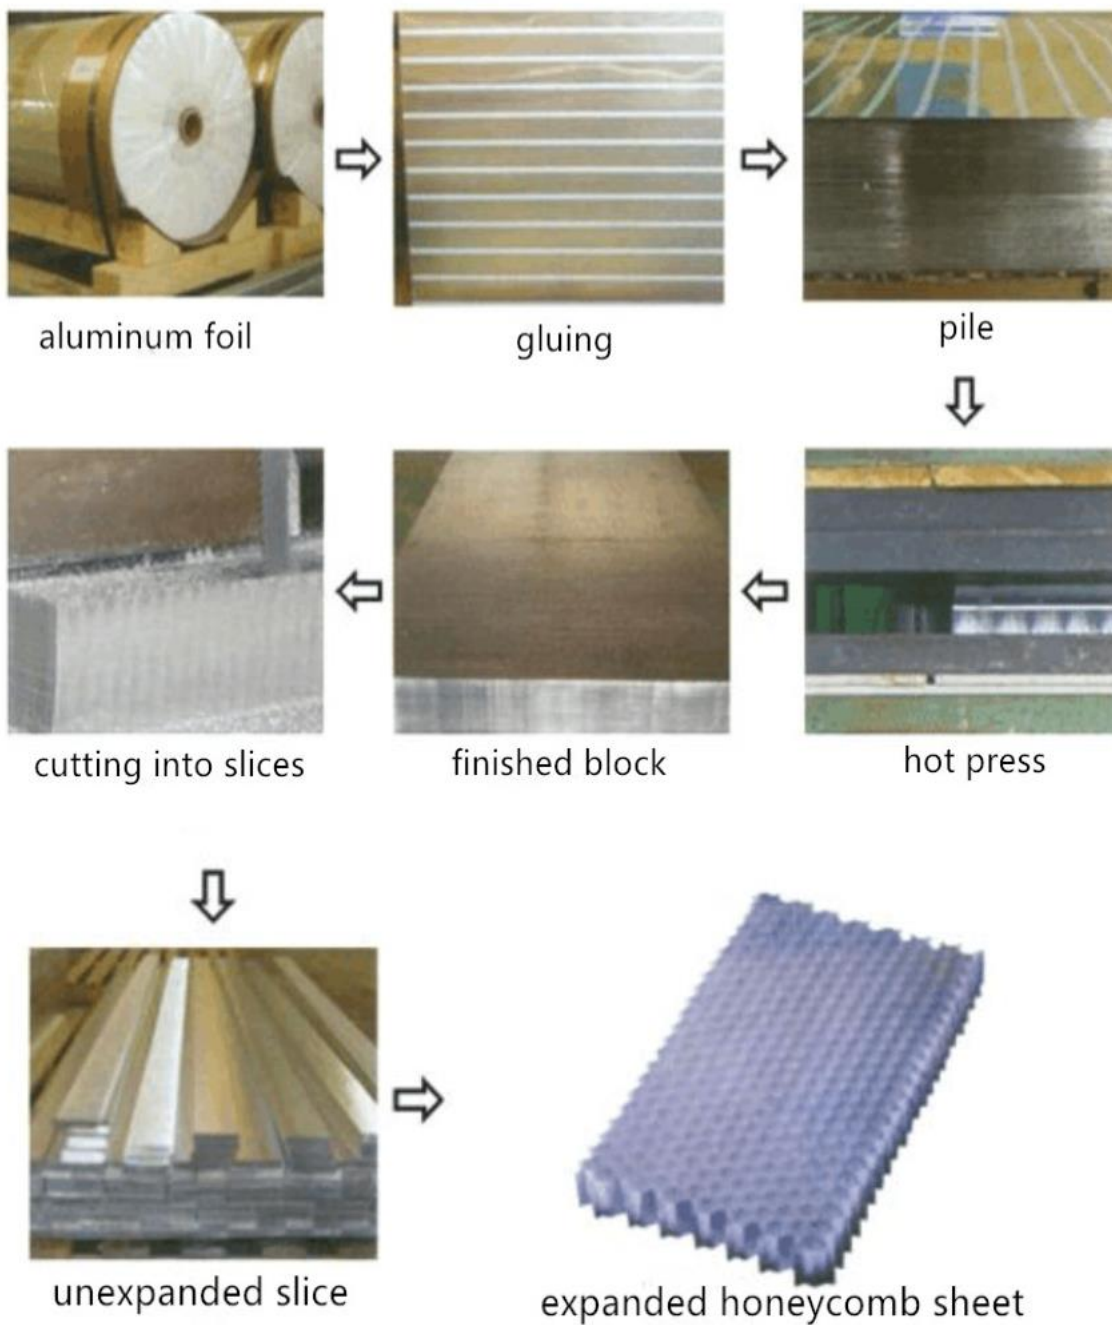 aluminum foil
gluing
pile
hot press
finished block
cutting into slices
unexpanded slice
expanded honeycomb sheet